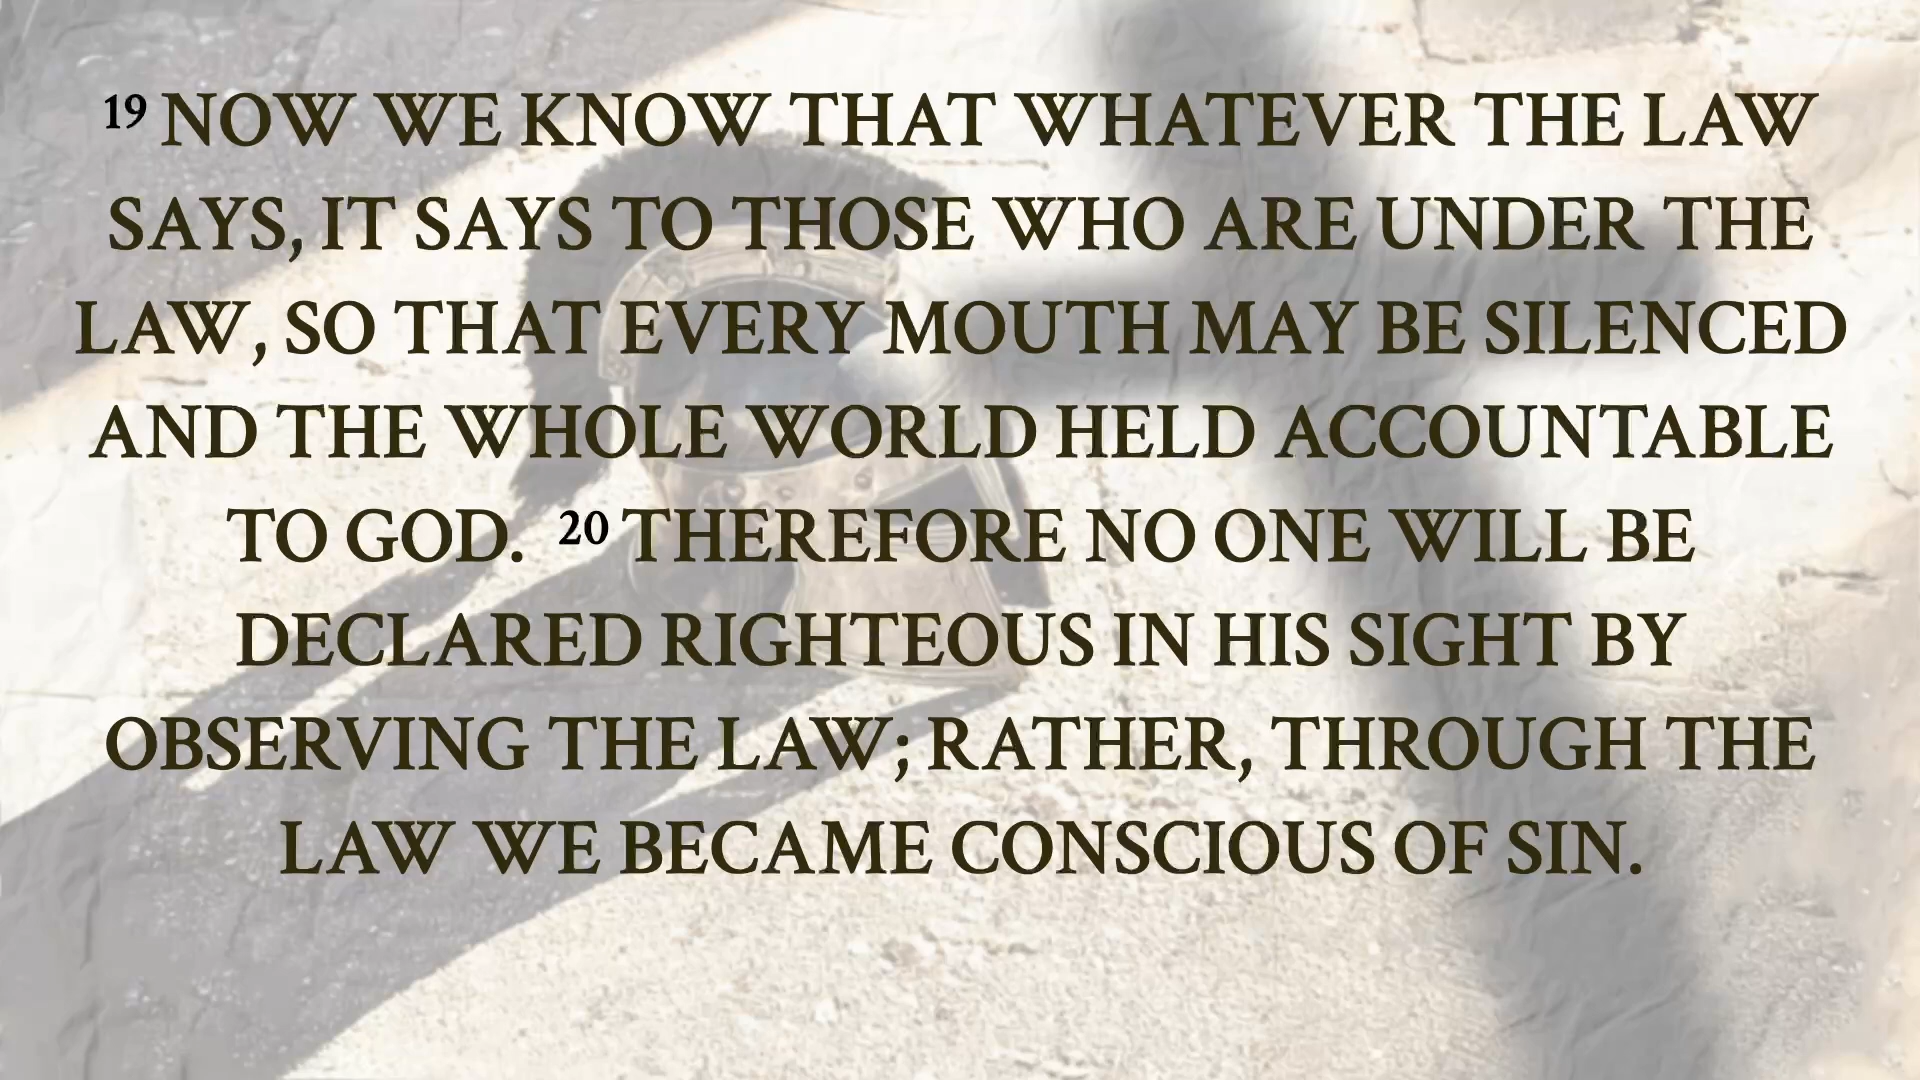 19 NOW WE KNOW THAT WHATEVER THE LAW
SAYS, IT SAYS TO THOSE WHO ARE UNDER THE
LAW, SO THAT EVERY MOUTH MAY BE SILENCED
AND THE WHOLE WORLD HELD ACCOUNTABLE
TO GOD. 20 THEREFORE NO ONE WILL BE
DECLARED RIGHTEOUS IN HIS SIGHT BY
OBSERVING THE LAW; RATHER, THROUGH THE
LAW WE BECAME CONSCIOUS OF SIN.